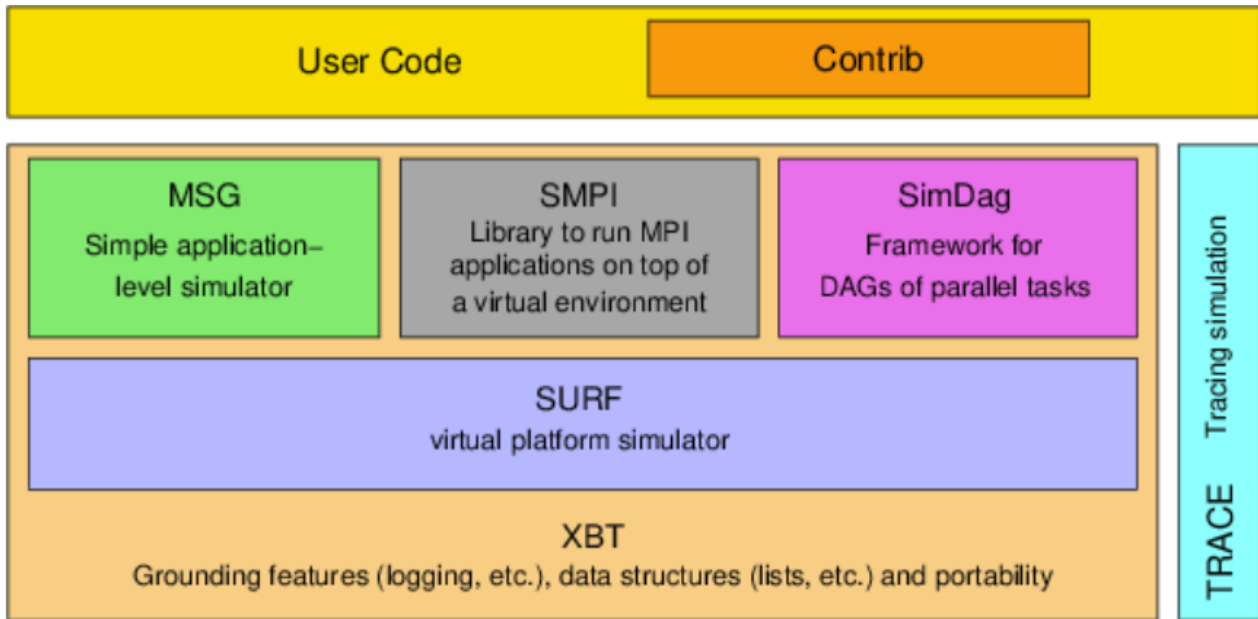 User Code
Contrib
MSG
Simple application–
level simulator
SMPI
Library to run MPI
applications on top of
a virtual environment
SimDag
Framework for
DAGs of parallel tasks
SURF
virtual platform simulator
XBT
Grounding features (logging, etc.), data structures (lists, etc.) and portability
TRACE Tracing simulation